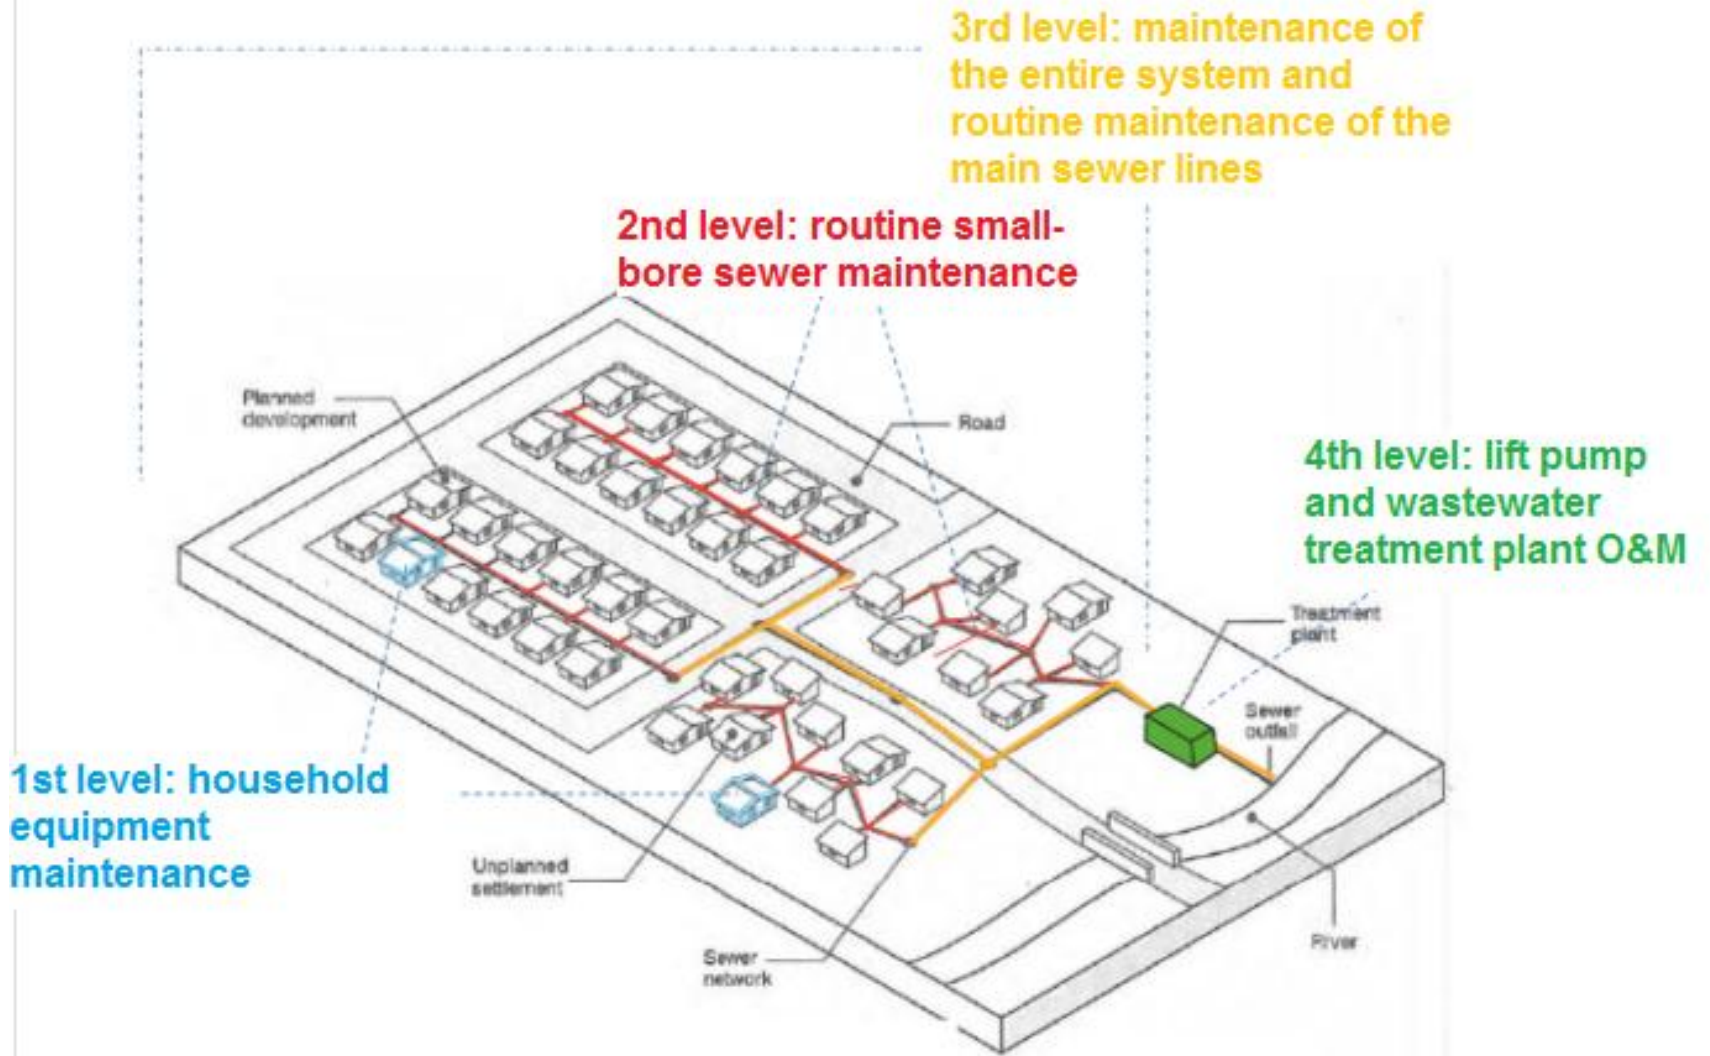 3rd level: maintenance of
the entire system and
routine maintenance of the
main sewer lines
2nd level: routine small-
bore sewer maintenance
Planned
development
Road
4th level: lift pump
and wastewater
treatment plant O&M
Treatment
plant
Sewer
outfall
1st level: household
equipment
maintenance
Unplanned
settlement
Sewer
network
River